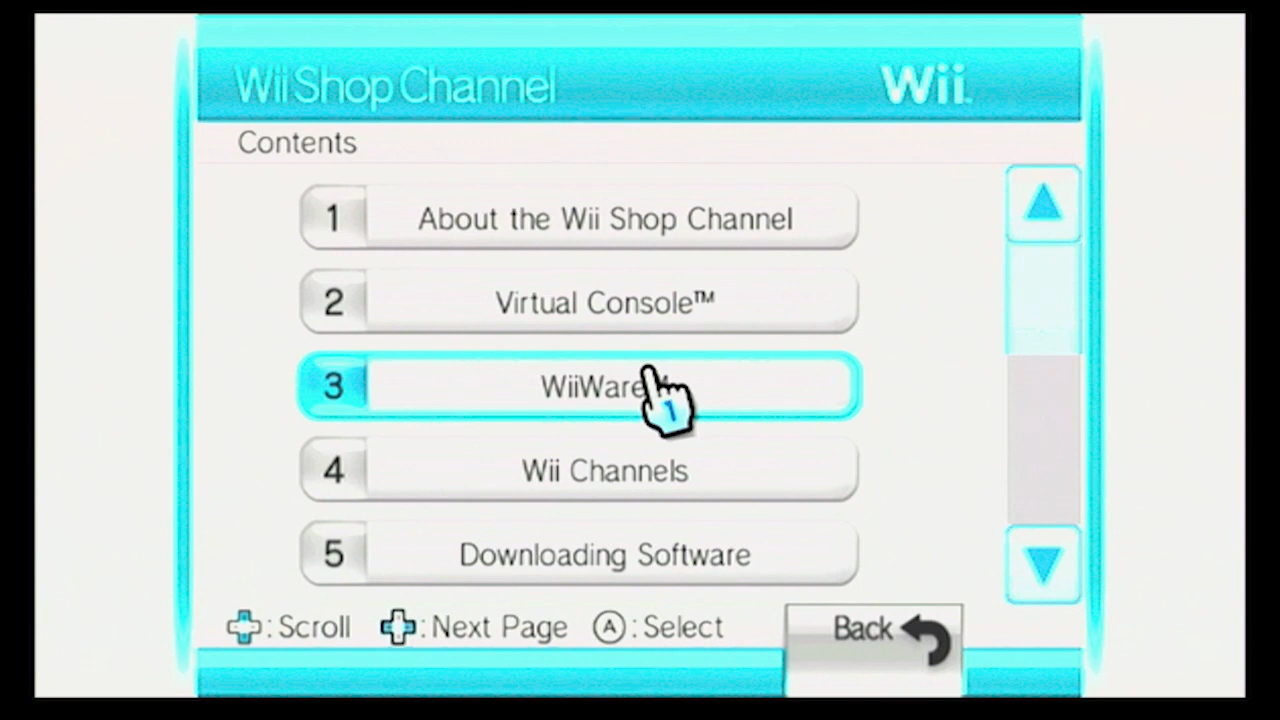 Wii Shop Channel
Wii
Contents
1 About the Wii Shop Channel
2 Virtual Console™
3 WiiWare
4 Wii Channels
5 Downloading Software
: Scroll : Next Page A : Select
Back
1